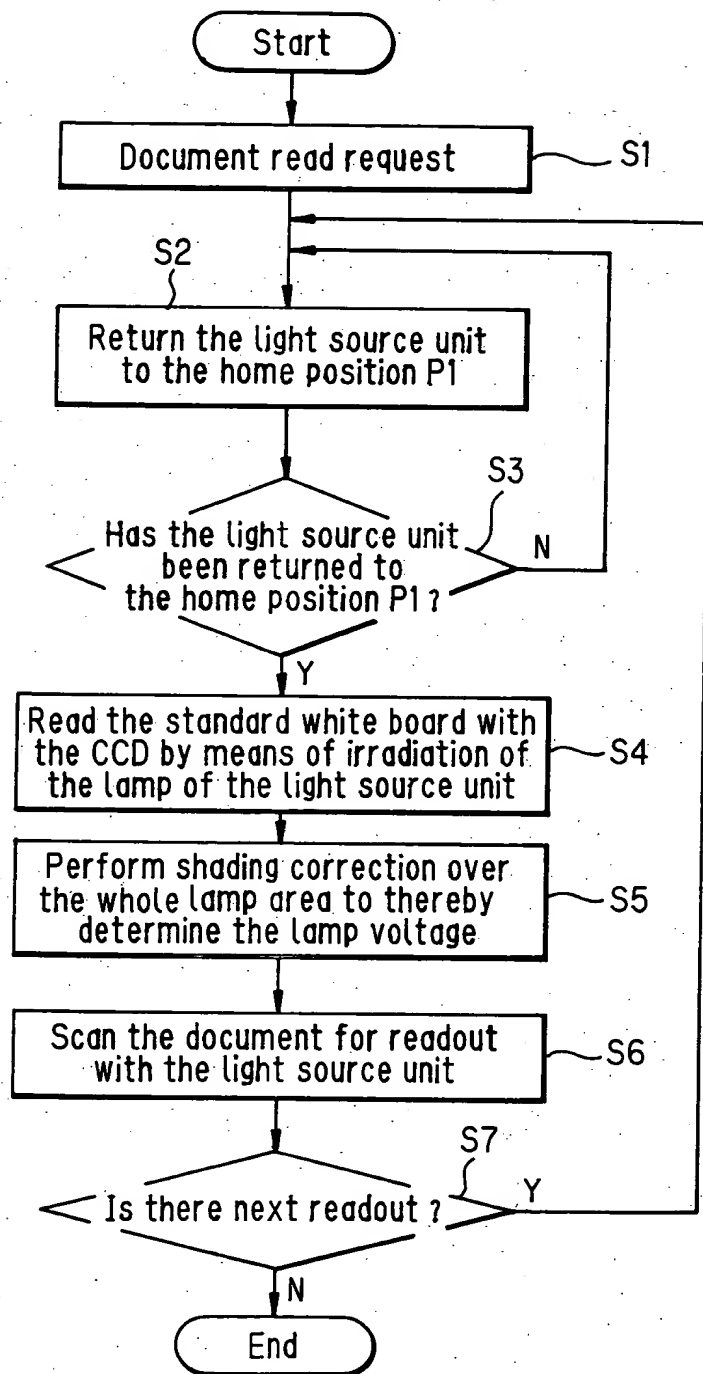 Start
Document read request
S1
S2
Return the light source unit
to the home position P1
S3
Has the light source unit
been returned to
the home position P1?
N
Y
Read the standard white board with
the CCD by means of irradiation of
the lamp of the light source unit
S4
Perform shading correction over
the whole lamp area to thereby
determine the lamp voltage
S5
Scan the document for readout
with the light source unit
S6
S7
Is there next readout?
Y
N
End